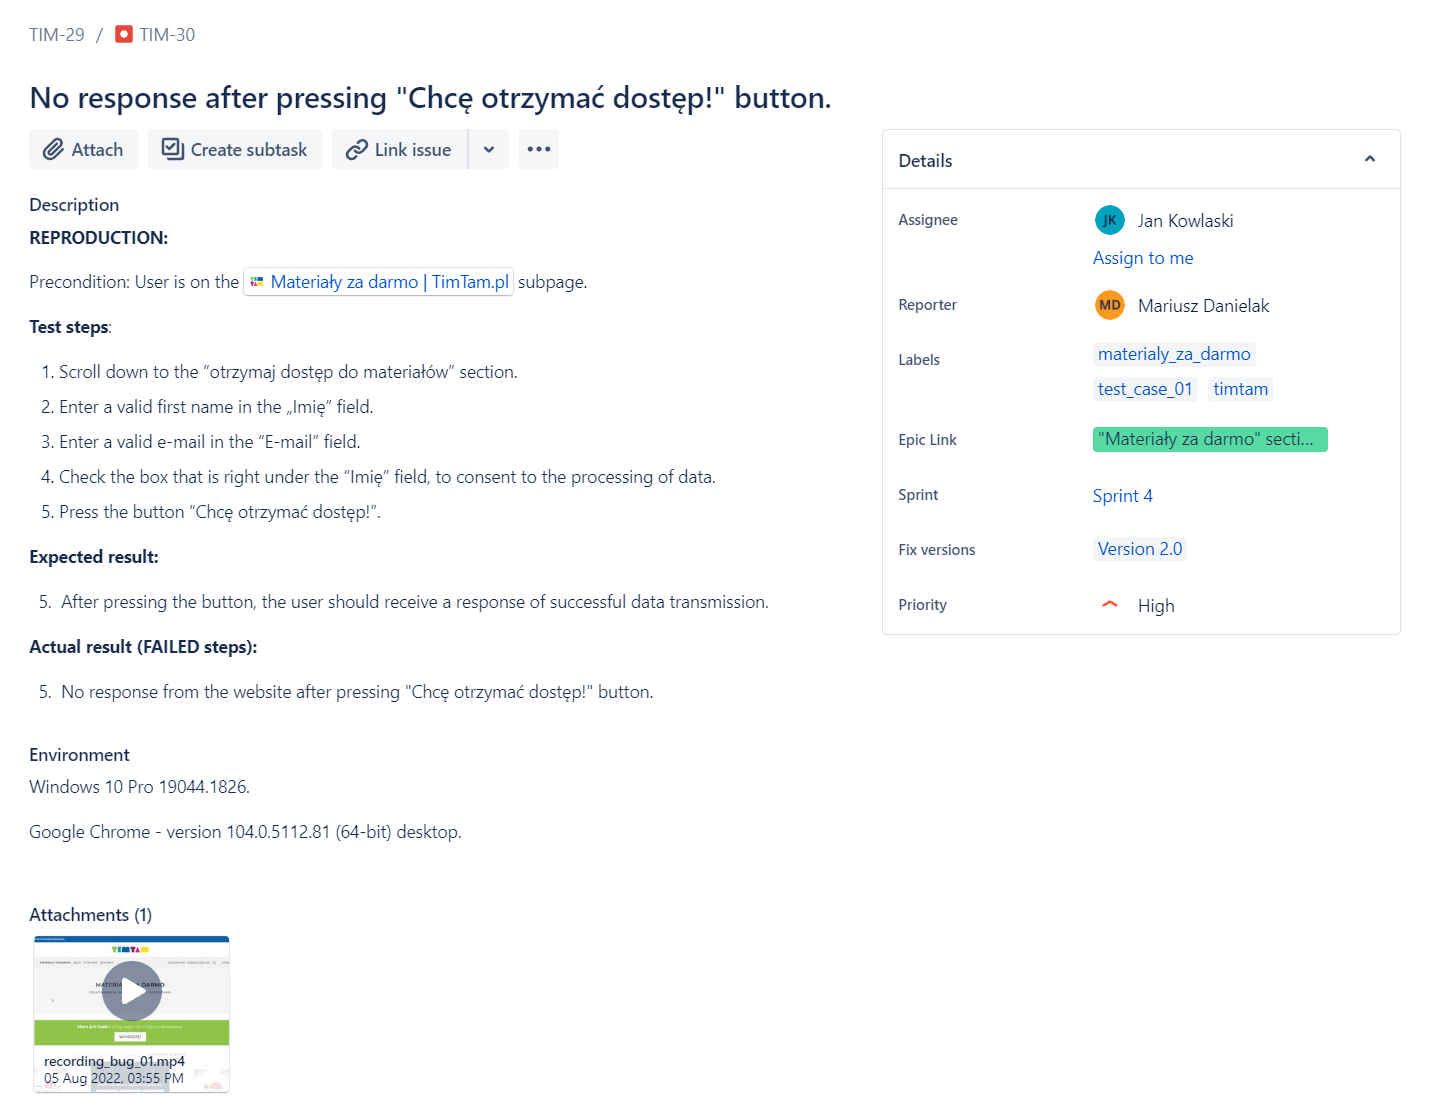 TIM-29 / TIM-30
No response after pressing "Chcę otrzymać dostęp!" button.
Attach
Create subtask
Link issue
Description
REPRODUCTION:
Precondition: User is on the Materiały za darmo | TimTam.pl subpage.
Test steps:
1. Scroll down to the “otrzymaj dostęp do materiałów” section.
2. Enter a valid first name in the „Imię” field.
3. Enter a valid e-mail in the “E-mail” field.
4. Check the box that is right under the “Imię” field, to consent to the processing of data.
5. Press the button “Chcę otrzymać dostęp!”.
Expected result:
5. After pressing the button, the user should receive a response of successful data transmission.
Actual result (FAILED steps):
5. No response from the website after pressing "Chcę otrzymać dostęp!" button.
Environment
Windows 10 Pro 19044.1826.
Google Chrome - version 104.0.5112.81 (64-bit) desktop.
Attachments (1)
TIMTAM
recording_bug_01.mp4
05 Aug 2022, 03:55 PM
Details
Assignee
JK Jan Kowlaski
Assign to me
Reporter
MD Mariusz Danielak
Labels
materialy_za_darmo
test_case_01 timtam
Epic Link
"Materiały za darmo" secti...
Sprint
Sprint 4
Fix versions
Version 2.0
Priority
High